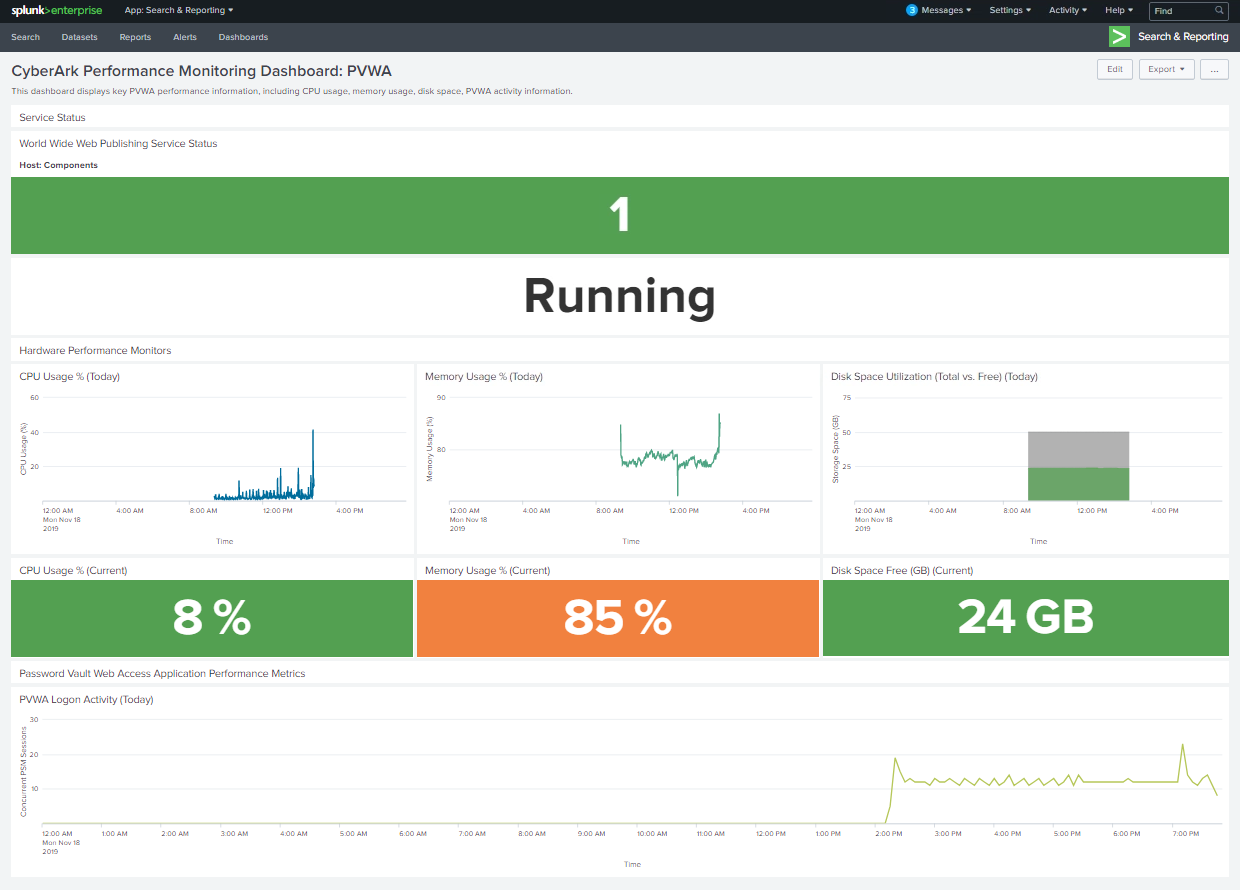 splunk>enterprise App: Search & Reporting ▾ 3 Messages ▾ Settings ▾ Activity ▾ Help ▾ Find
Search Datasets Reports Alerts Dashboards Search & Reporting
CyberArk Performance Monitoring Dashboard: PVWA Edit Export ▾ ...
This dashboard displays key PVWA performance information, including CPU usage, memory usage, disk space, PVWA activity information.
Service Status
World Wide Web Publishing Service Status
Host: Components
1
Running
Hardware Performance Monitors
CPU Usage % (Today)
60
40
20
CPU Usage (%)
12:00 AM 4:00 AM 8:00 AM 12:00 PM 4:00 PM
Mon Nov 18
2019
Time
Memory Usage % (Today)
90
80
Memory Usage (%)
12:00 AM 4:00 AM 8:00 AM 12:00 PM 4:00 PM
Mon Nov 18
2019
Time
Disk Space Utilization (Total vs. Free) (Today)
75
50
25
Storage Space (GB)
12:00 AM 4:00 AM 8:00 AM 12:00 PM 4:00 PM
Mon Nov 18
2019
Time
CPU Usage % (Current)
8 %
Memory Usage % (Current)
85 %
Disk Space Free (GB) (Current)
24 GB
Password Vault Web Access Application Performance Metrics
PVWA Logon Activity (Today)
30
20
10
Concurrent PSM Sessions
12:00 AM 1:00 AM 2:00 AM 3:00 AM 4:00 AM 5:00 AM 6:00 AM 7:00 AM 8:00 AM 9:00 AM 10:00 AM 11:00 AM 12:00 PM 1:00 PM 2:00 PM 3:00 PM 4:00 PM 5:00 PM 6:00 PM 7:00 PM
Mon Nov 18
2019
Time